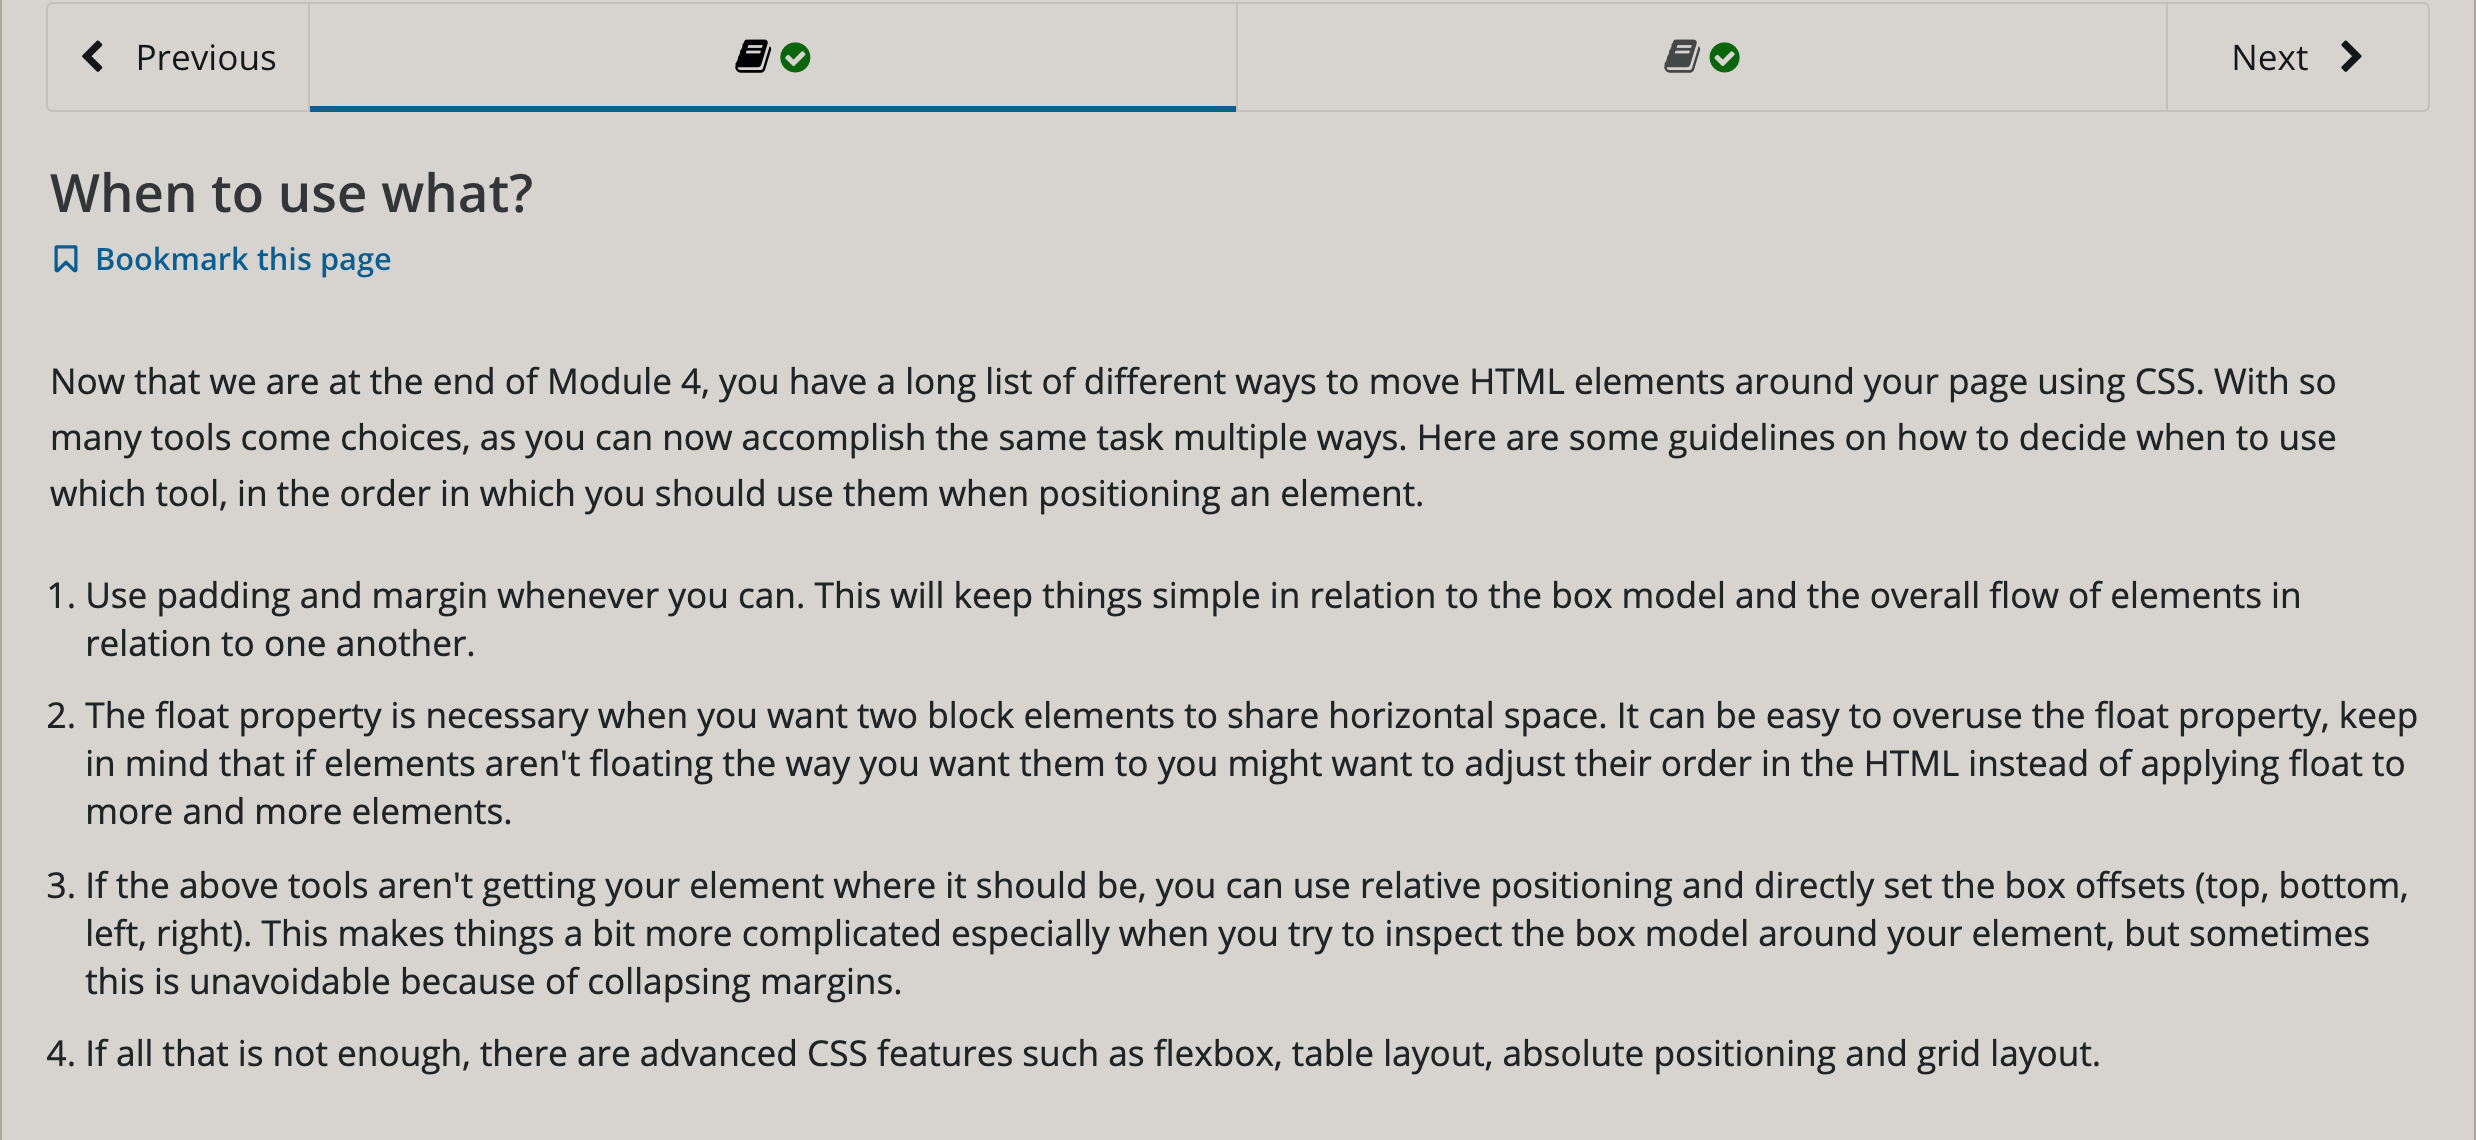 Previous
Next
When to use what?
Bookmark this page
Now that we are at the end of Module 4, you have a long list of different ways to move HTML elements around your page using CSS. With so
many tools come choices, as you can now accomplish the same task multiple ways. Here are some guidelines on how to decide when to use
which tool, in the order in which you should use them when positioning an element.
1. Use padding and margin whenever you can. This will keep things simple in relation to the box model and the overall flow of elements in
relation to one another.
2. The float property is necessary when you want two block elements to share horizontal space. It can be easy to overuse the float property, keep
in mind that if elements aren't floating the way you want them to you might want to adjust their order in the HTML instead of applying float to
more and more elements.
3. If the above tools aren't getting your element where it should be, you can use relative positioning and directly set the box offsets (top, bottom,
left, right). This makes things a bit more complicated especially when you try to inspect the box model around your element, but sometimes
this is unavoidable because of collapsing margins.
4. If all that is not enough, there are advanced CSS features such as flexbox, table layout, absolute positioning and grid layout.